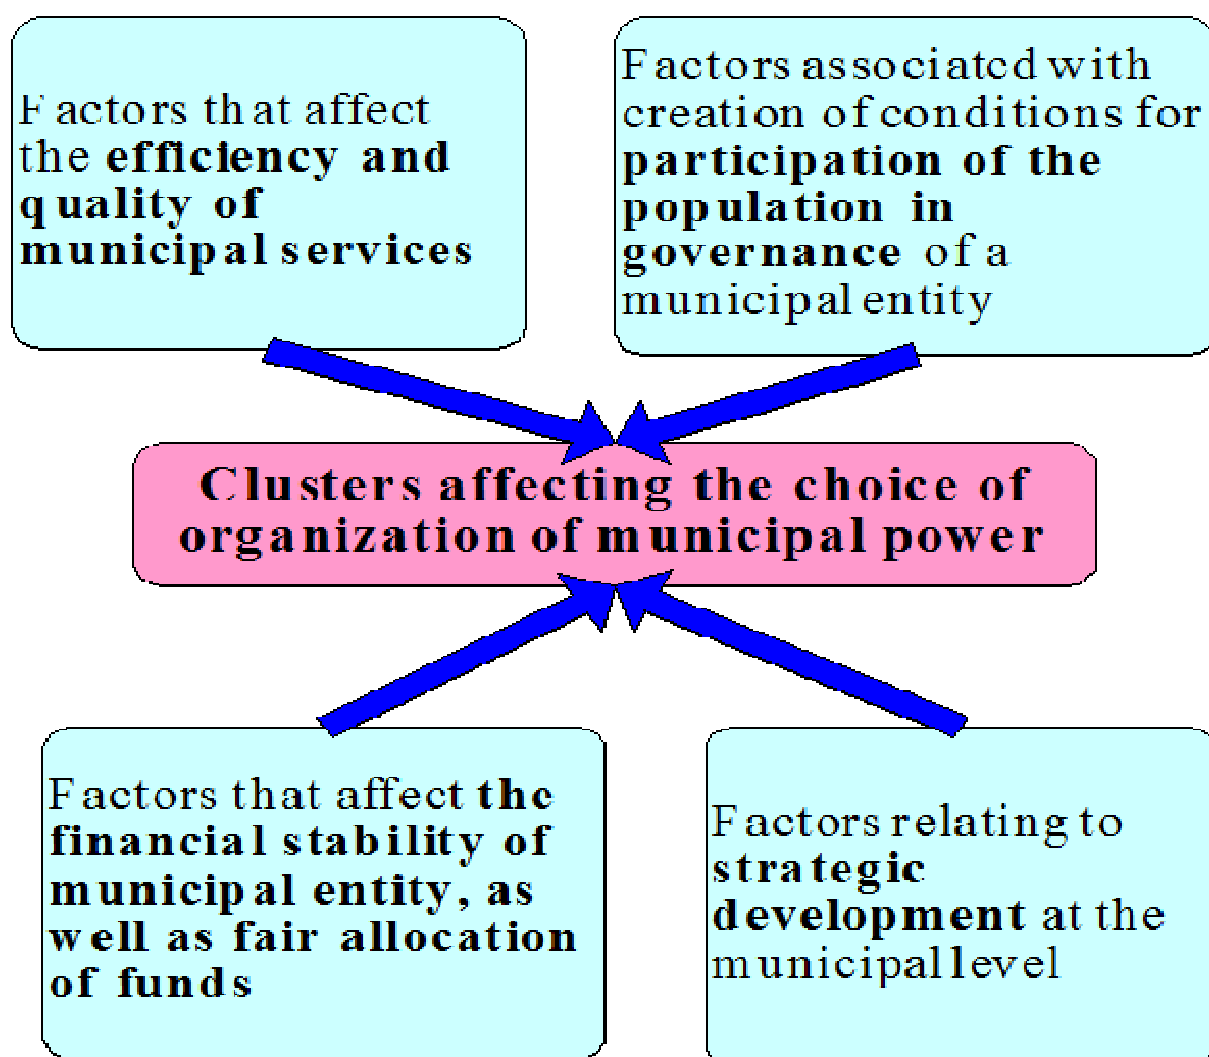 Factors that affect
the efficiency and
quality of
municipal services
Factors associated with
creation of conditions for
participation of the
population in
governance of a
municipal entity
Clusters affecting the choice of
organization of municipal power
Factors that affect the
financial stability of
municipal entity, as
well as fair allocation
of funds
Factors relating to
strategic
development at the
municipal level